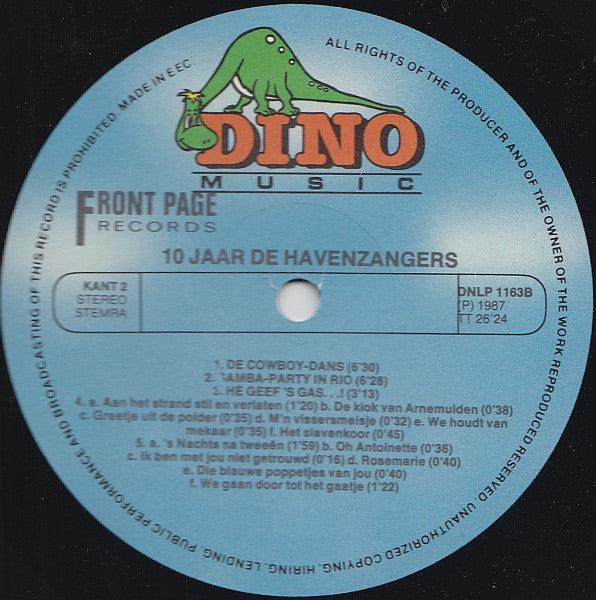 ALL RIGHTS OF THE PRODUCER AND OF THE OWNER OF THE WORK REPRODUCED RESERVED. UNAUTHORIZED COPYING, HIRING, LENDING, PUBLIC PERFORMANCE AND BROADCASTING OF THIS RECORD IS PROHIBITED. MADE IN EEC.
DINO
MUSIC
FRONT PAGE
RECORDS
10 JAAR DE HAVENZANGERS
KANT 2
STEREO
STEMRA
DNLP 1163B
(P) 1987
TT 26'24
1. DE COWBOY-DANS (6'30)
2. SAMBA-PARTY IN RIO (6'28)
3. HÉ GEEF 'S GAS. . .! (3'13)
4. a. Aan het strand stil en verlaten (1'20) b. De klok van Arnemuiden (0'38)
c. Greetje uit de polder (0'35) d. M'n vissersmeisje (0'32) e. We houdt van
mekaar (0'35) f. Het slavenkoor (0'45)
5. a. 's Nachts na tweeën (1'59) b. Oh Antoinette (0'36)
c. Ik ben met jou niet getrouwd (0'16) d. Rosemarie (0'40)
e. Die blauwe poppetjes van jou (0'40)
f. We gaan door tot het gaatje (1'22)